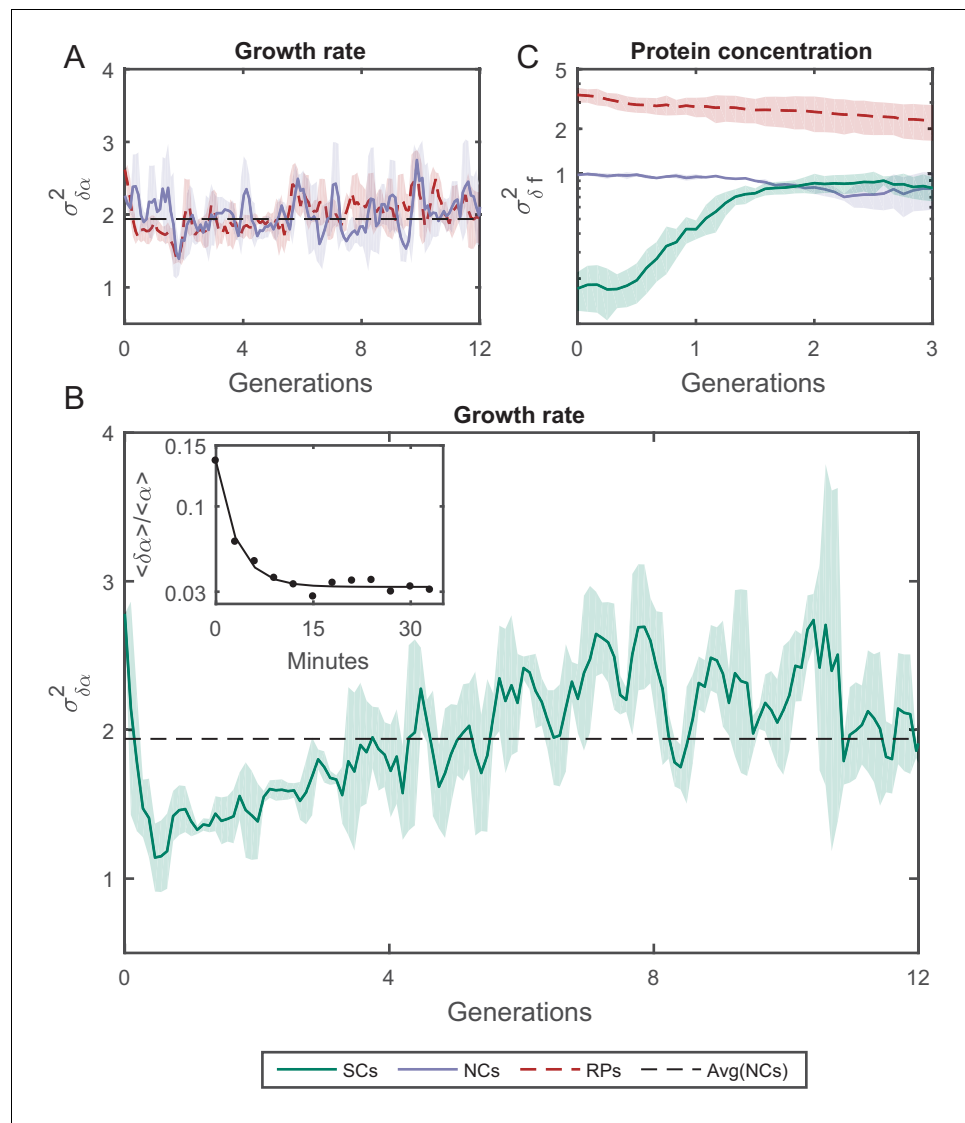 A
Growth rate
4
3
2
1
σ²δα
0 4 8 12
Generations
C
Protein concentration
5
2
1
σ²δ f
0 1 2 3
Generations
B
Growth rate
4
3
2
1
σ²δα
0.15
0.1
0.03
<δα>/<α>
0 15 30
Minutes
0 4 8 12
Generations
SCs NCs RPs Avg(NCs)